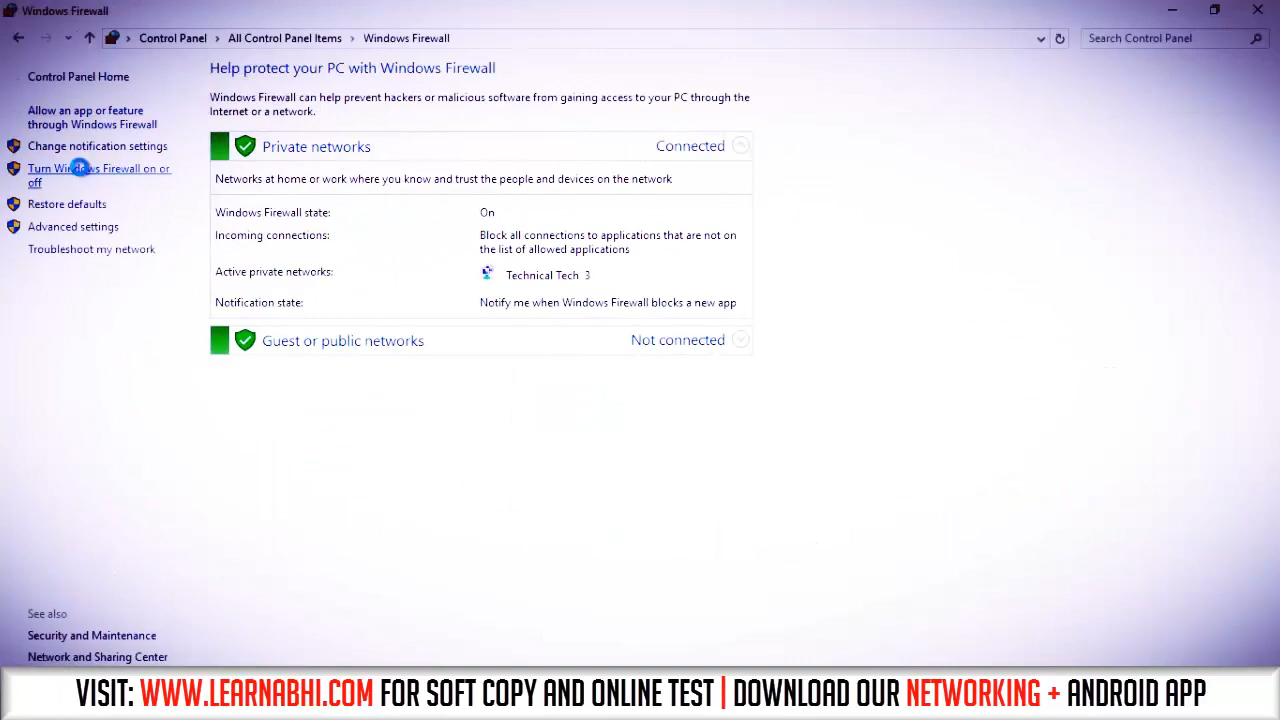 Windows Firewall
Control Panel > All Control Panel Items > Windows Firewall
Search Control Panel
Control Panel Home
Allow an app or feature
through Windows Firewall
Change notification settings
Turn Windows Firewall on or
off
Restore defaults
Advanced settings
Troubleshoot my network
Help protect your PC with Windows Firewall
Windows Firewall can help prevent hackers or malicious software from gaining access to your PC through the
Internet or a network.
Private networks Connected
Networks at home or work where you know and trust the people and devices on the network
Windows Firewall state: On
Incoming connections: Block all connections to applications that are not on
the list of allowed applications
Active private networks: Technical Tech 3
Notification state: Notify me when Windows Firewall blocks a new app
Guest or public networks Not connected
See also
Security and Maintenance
Network and Sharing Center
VISIT: WWW.LEARNABHI.COM FOR SOFT COPY AND ONLINE TEST | DOWNLOAD OUR NETWORKING + ANDROID APP